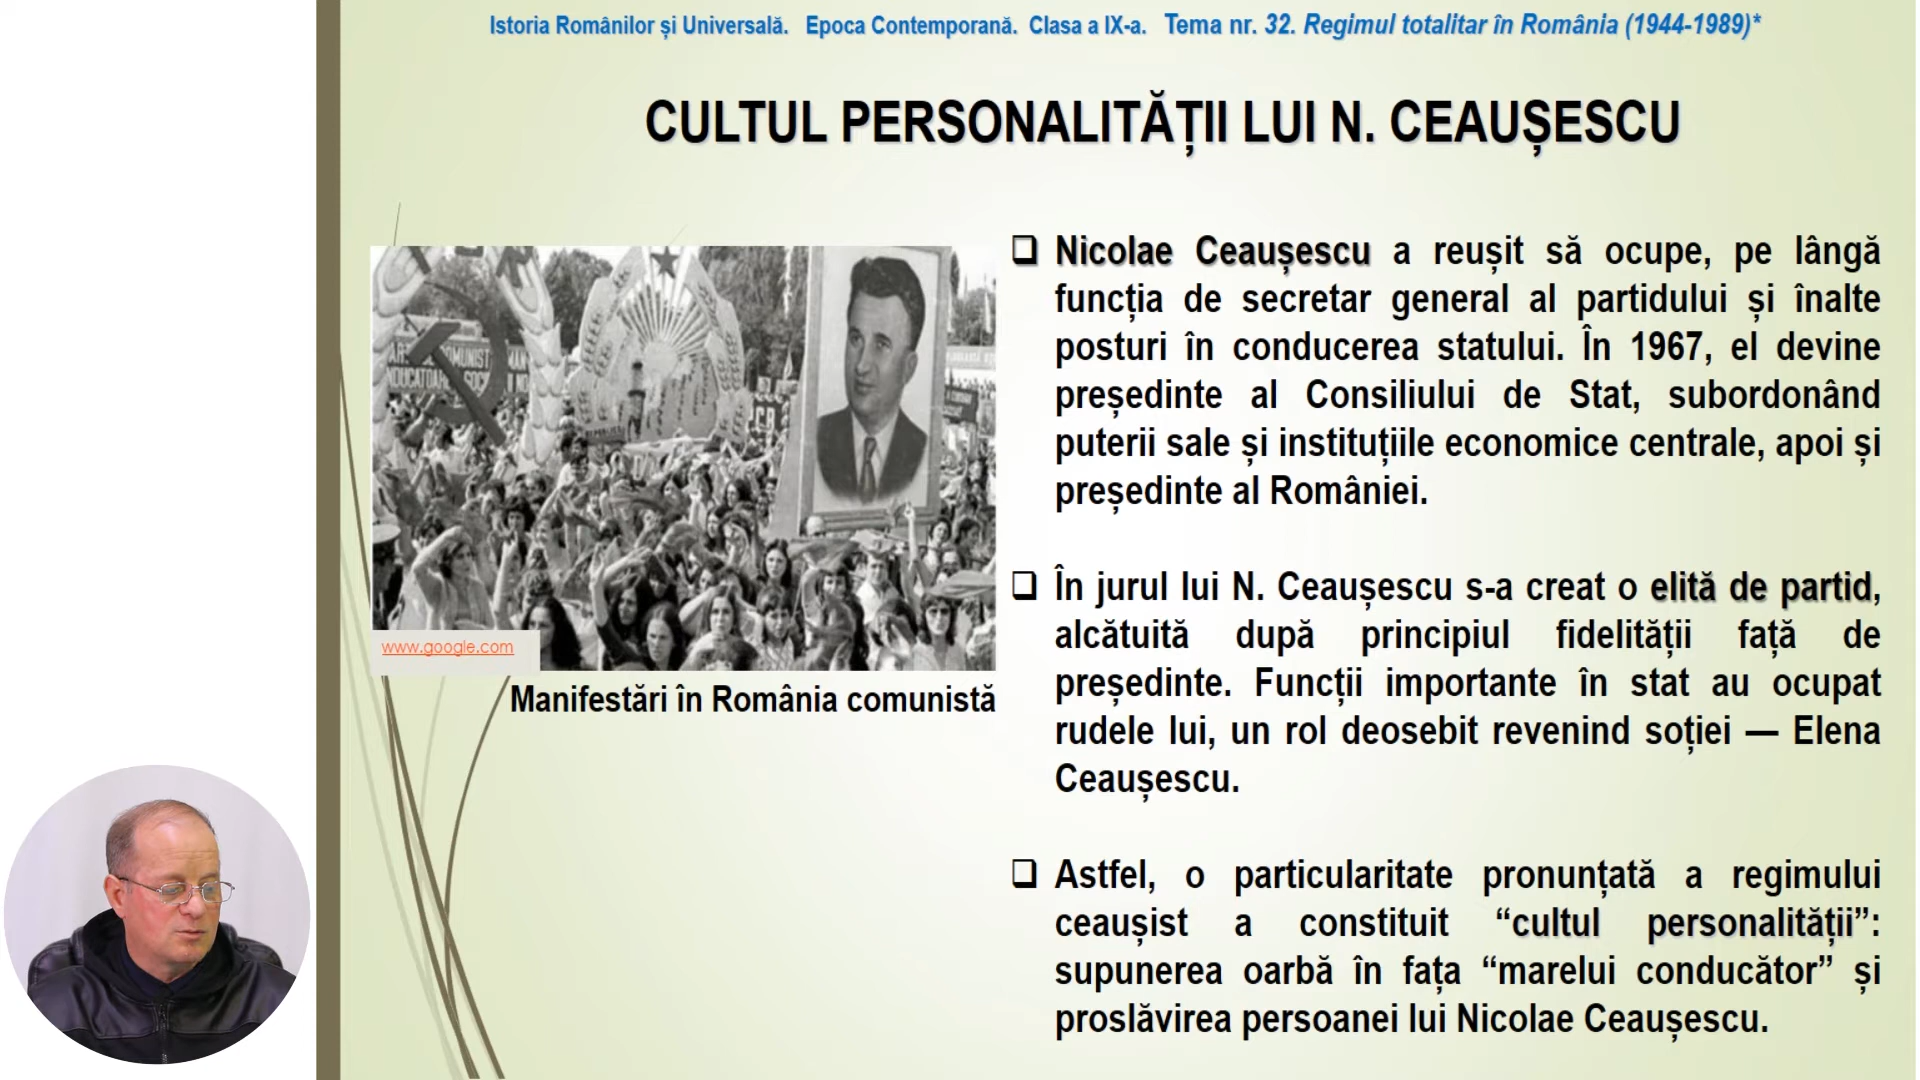 Istoria Românilor și Universală. Epoca Contemporană. Clasa a IX-a. Tema nr. 32. Regimul totalitar în România (1944-1989)*
CULTUL PERSONALITĂȚII LUI N. CEAUȘESCU
www.google.com
Manifestări în România comunistă
Nicolae Ceaușescu a reușit să ocupe, pe lângă
funcția de secretar general al partidului și înalte
posturi în conducerea statului. În 1967, el devine
președinte al Consiliului de Stat, subordonând
puterii sale și instituțiile economice centrale, apoi și
președinte al României.
În jurul lui N. Ceaușescu s-a creat o elită de partid,
alcătuită după principiul fidelității față de
președinte. Funcții importante în stat au ocupat
rudele lui, un rol deosebit revenind soției — Elena
Ceaușescu.
Astfel, o particularitate pronunțată a regimului
ceaușist a constituit “cultul personalității”:
supunerea oarbă în fața “marelui conducător” și
proslăvirea persoanei lui Nicolae Ceaușescu.